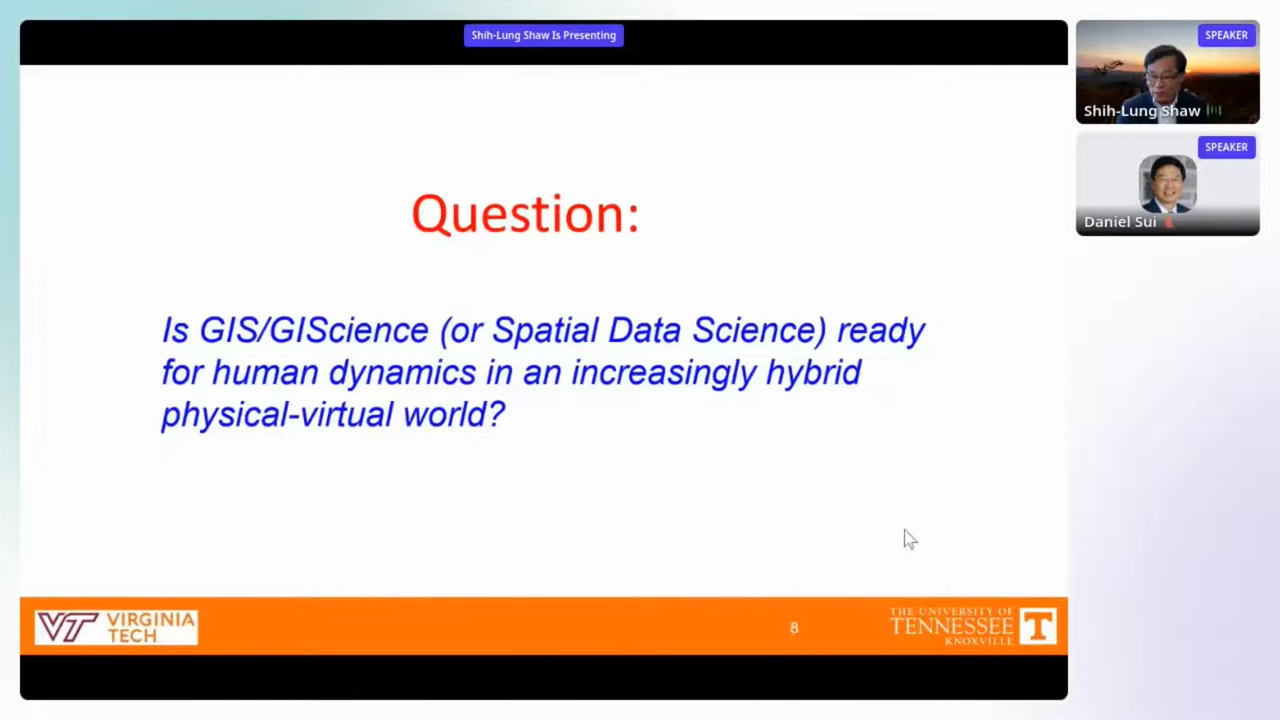 Shih-Lung Shaw Is Presenting
SPEAKER
Shih-Lung Shaw
SPEAKER
Daniel Sui
Question:
Is GIS/GIScience (or Spatial Data Science) ready
for human dynamics in an increasingly hybrid
physical-virtual world?
VT VIRGINIA
TECH
8
THE UNIVERSITY OF
TENNESSEE
KNOXVILLE
T